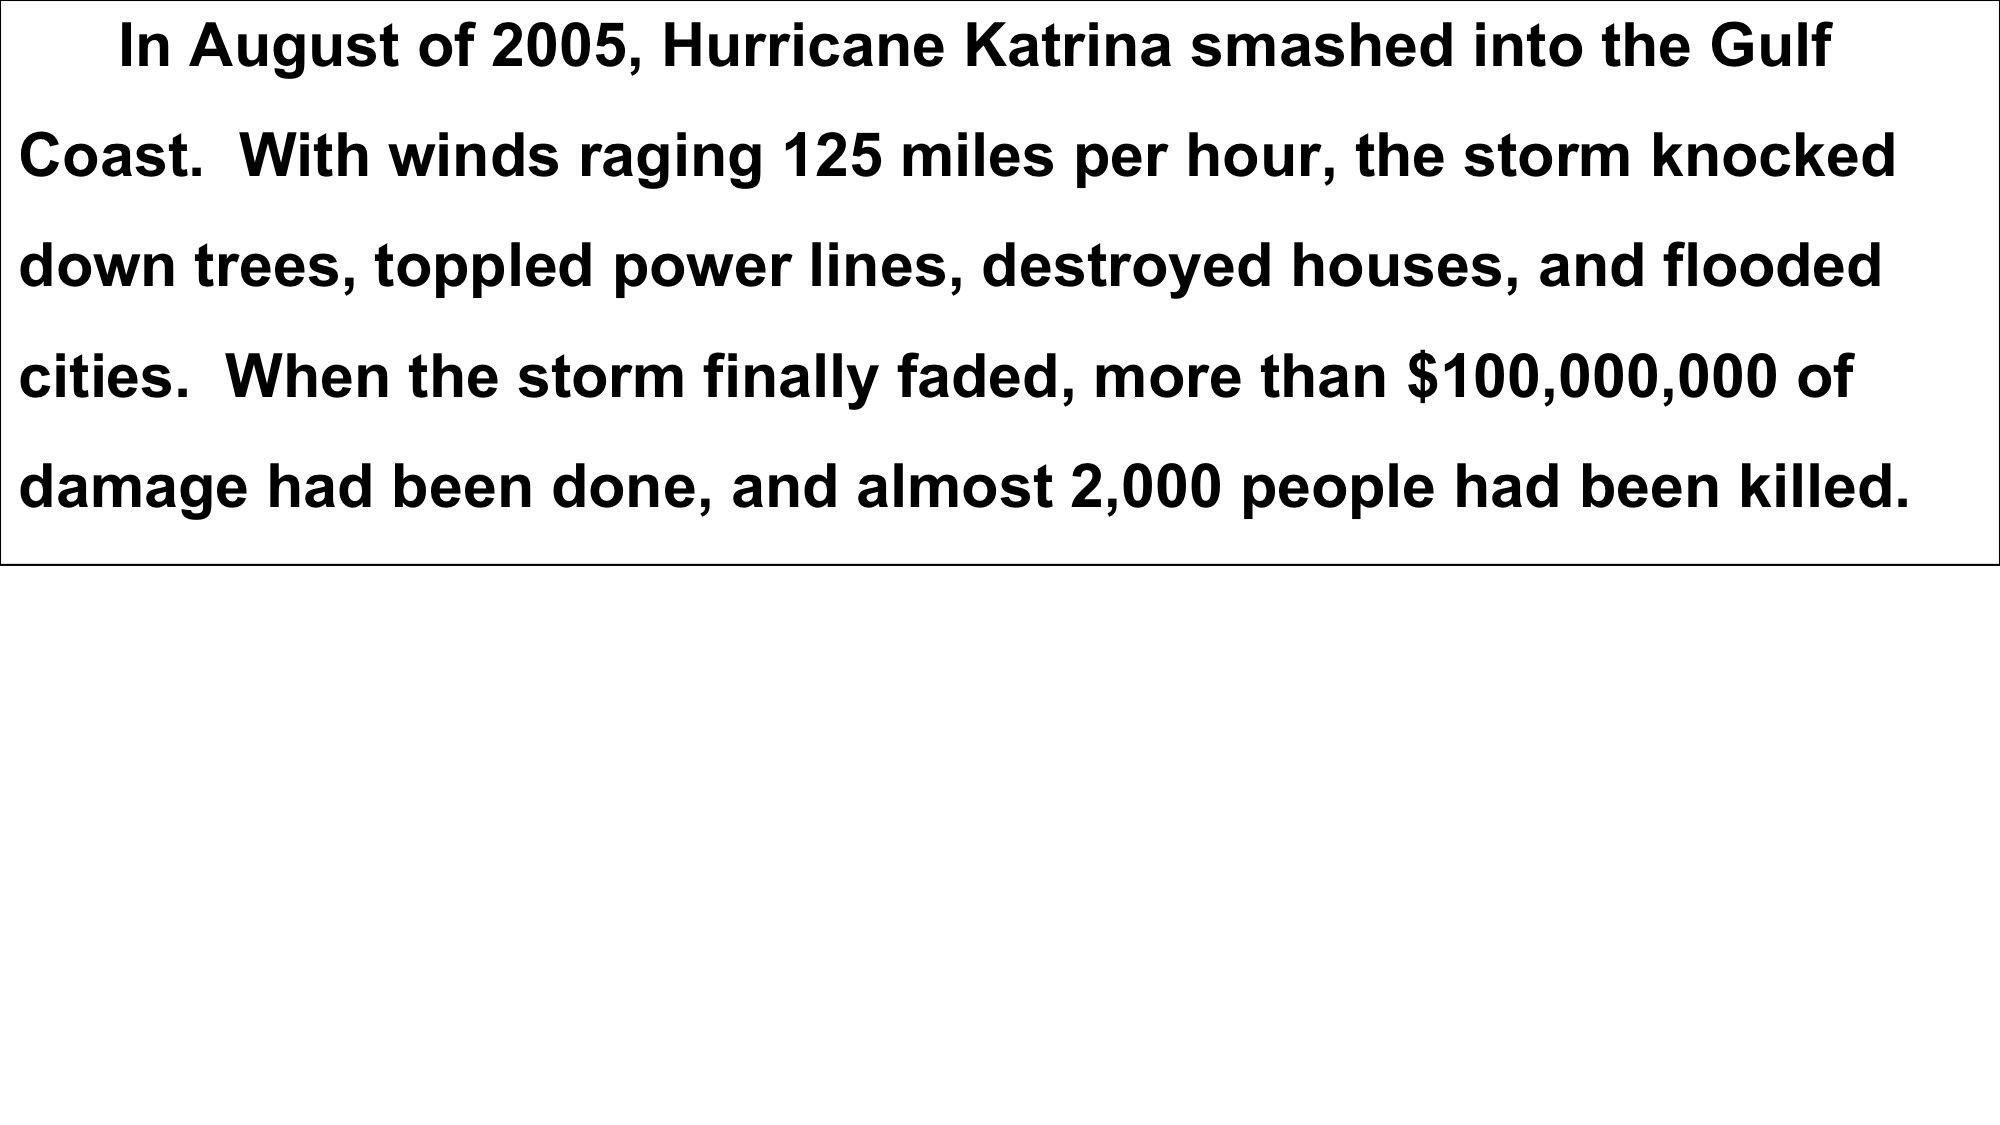 In August of 2005, Hurricane Katrina smashed into the Gulf
Coast.  With winds raging 125 miles per hour, the storm knocked
down trees, toppled power lines, destroyed houses, and flooded
cities.  When the storm finally faded, more than $100,000,000 of
damage had been done, and almost 2,000 people had been killed.